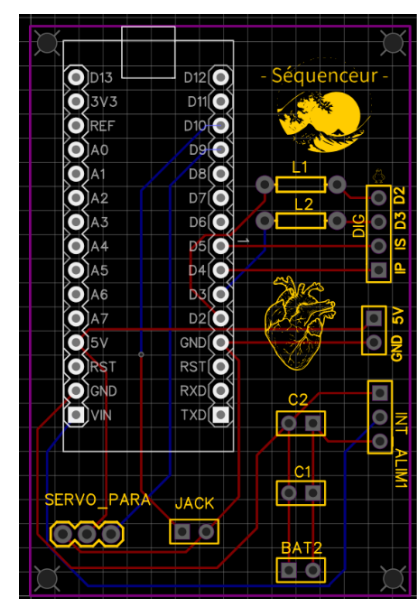 - Séquenceur -
D13
D12
3V3
D11
REF
D10
A0
D9
A1
D8
A2
D7
A3
D6
A4
D5
A5
D4
A6
D3
A7
D2
5V
GND
RST
RST
GND
RXD
VIN
TXD
1
L1
L2
DIG
D2
D3
IS
IP
5V
GND
C2
INT
ALIM1
C1
SERVO_PARA
JACK
BAT2